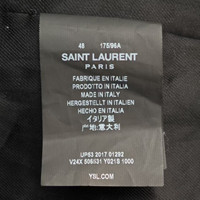 48 175/96A
SAINT LAURENT
PARIS
FABRIQUE EN ITALIE
PRODOTTO IN ITALIA
MADE IN ITALY
HERGESTELLT IN ITALIEN
HECHO EN ITALIA
イタリア製
产地:意大利
UP53 2017 01292
V24X 506531 Y021S 1000
YSL.COM